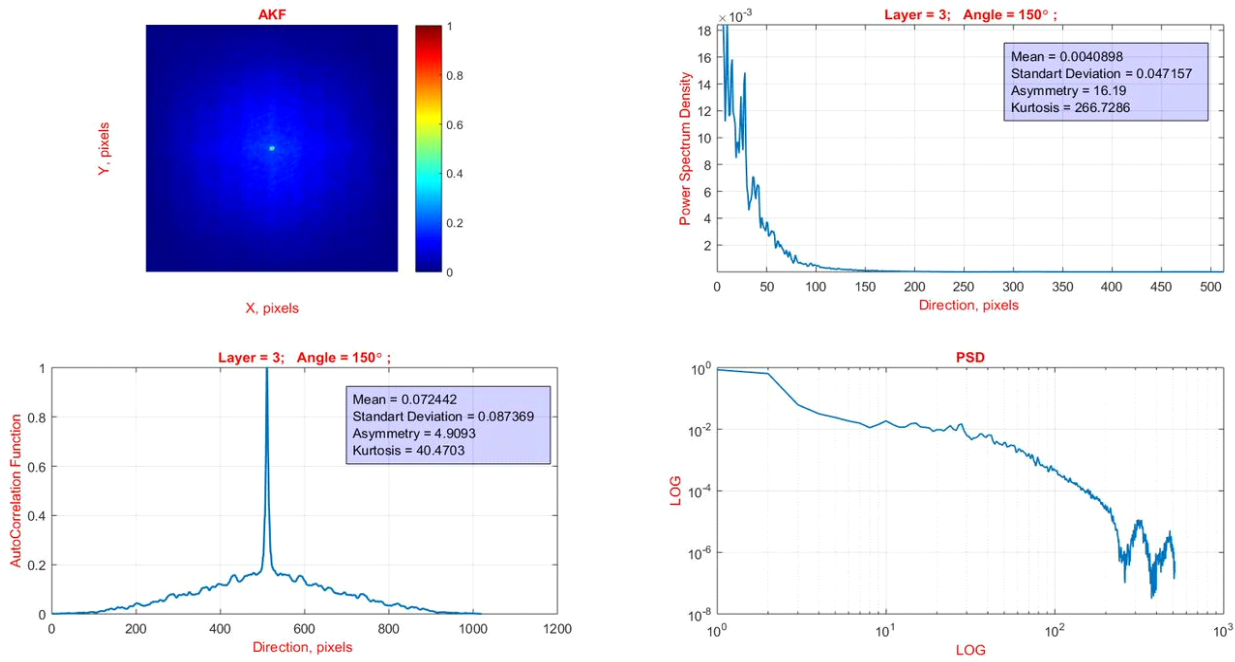 AKF
1
0.8
0.6
0.4
0.2
0
Y, pixels
X, pixels
Layer = 3; Angle = 150° ;
×10⁻³
18
16
14
12
10
8
6
4
2
Power Spectrum Density
Mean = 0.0040898
Standart Deviation = 0.047157
Asymmetry = 16.19
Kurtosis = 266.7286
0 50 100 150 200 250 300 350 400 450 500
Direction, pixels
Layer = 3; Angle = 150° ;
1
0.8
0.6
0.4
0.2
0
AutoCorrelation Function
Mean = 0.072442
Standart Deviation = 0.087369
Asymmetry = 4.9093
Kurtosis = 40.4703
0 200 400 600 800 1000 1200
Direction, pixels
PSD
10⁰
10⁻²
10⁻⁴
10⁻⁶
10⁻⁸
LOG
10⁰ 10¹ 10² 10³
LOG